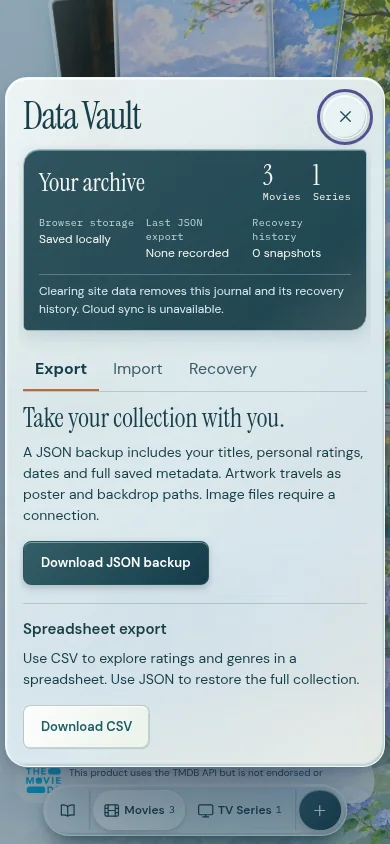 Data Vault
Your archive
3 1
Movies Series
Browser storage
Saved locally
Last JSON
export
None recorded
Recovery
history
0 snapshots
Clearing site data removes this journal and its recovery
history. Cloud sync is unavailable.
Export Import Recovery
Take your collection with you.
A JSON backup includes your titles, personal ratings,
dates and full saved metadata. Artwork travels as
poster and backdrop paths. Image files require a
connection.
Download JSON backup
Spreadsheet export
Use CSV to explore ratings and genres in a
spreadsheet. Use JSON to restore the full collection.
Download CSV
THE
MOVIE
This product uses the TMDB API but is not endorsed or
Movies 3 TV Series 1